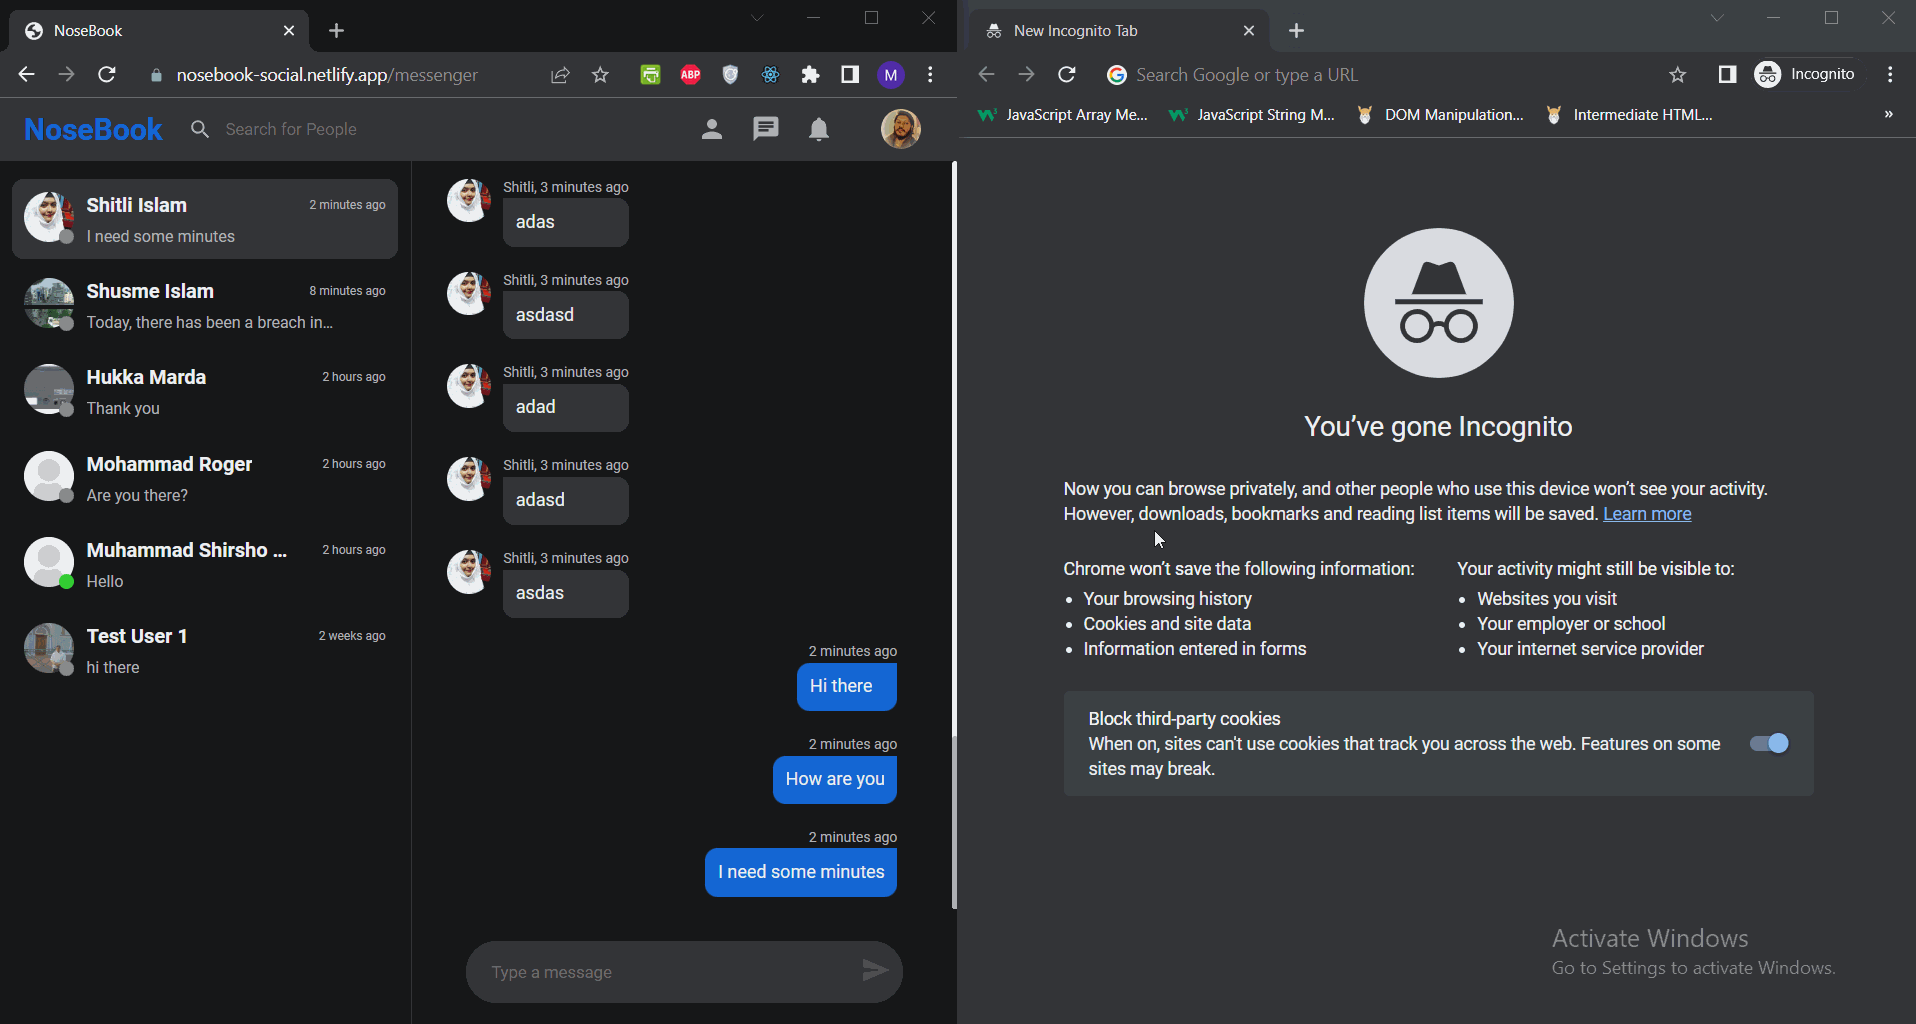 NoseBook
nosebook-social.netlify.app/messenger
ABP
M
NoseBook
Search for People
Shitli Islam
2 minutes ago
I need some minutes
Shusme Islam
8 minutes ago
Today, there has been a breach in...
Hukka Marda
2 hours ago
Thank you
Mohammad Roger
2 hours ago
Are you there?
Muhammad Shirsho ...
2 hours ago
Hello
Test User 1
2 weeks ago
hi there
Shitli, 3 minutes ago
adas
Shitli, 3 minutes ago
asdasd
Shitli, 3 minutes ago
adad
Shitli, 3 minutes ago
adasd
Shitli, 3 minutes ago
asdas
2 minutes ago
Hi there
2 minutes ago
How are you
2 minutes ago
I need some minutes
Type a message
New Incognito Tab
Search Google or type a URL
Incognito
JavaScript Array Me...
JavaScript String M...
DOM Manipulation...
Intermediate HTML...
You've gone Incognito
Now you can browse privately, and other people who use this device won't see your activity.
However, downloads, bookmarks and reading list items will be saved. Learn more
Chrome won't save the following information:
• Your browsing history
• Cookies and site data
• Information entered in forms
Your activity might still be visible to:
• Websites you visit
• Your employer or school
• Your internet service provider
Block third-party cookies
When on, sites can't use cookies that track you across the web. Features on some
sites may break.
Activate Windows
Go to Settings to activate Windows.